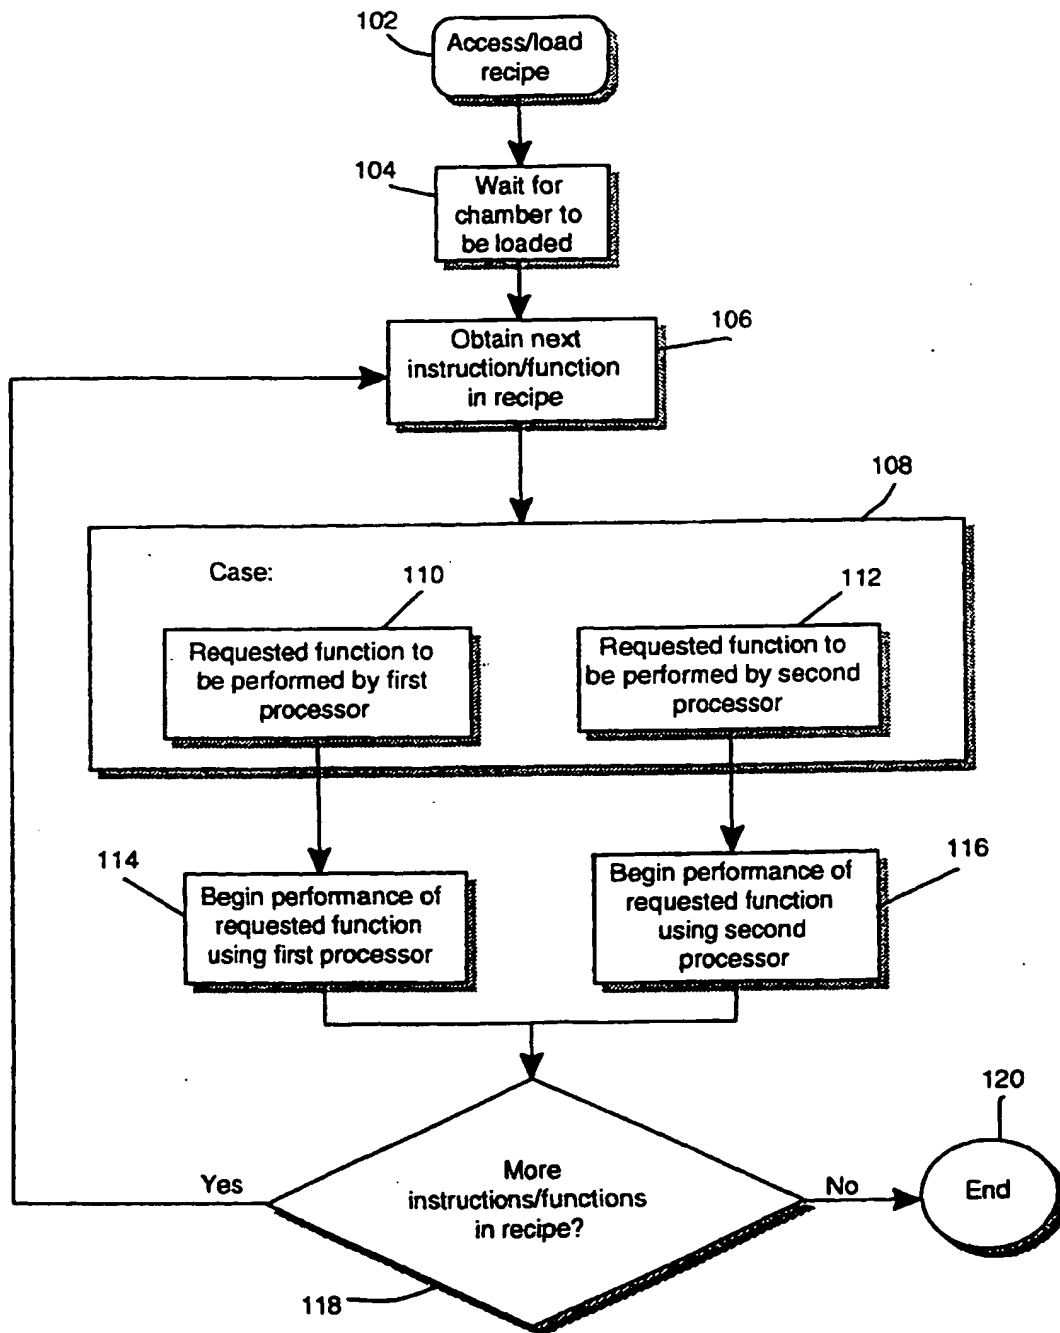 102
Access/load
recipe
104
Wait for
chamber to
be loaded
106
Obtain next
instruction/function
in recipe
108
Case:
110
112
Requested function to
be performed by first
processor
Requested function to
be performed by second
processor
114
Begin performance of
requested function
using first processor
116
Begin performance of
requested function
using second
processor
120
Yes
More
instructions/functions
in recipe?
No
End
118